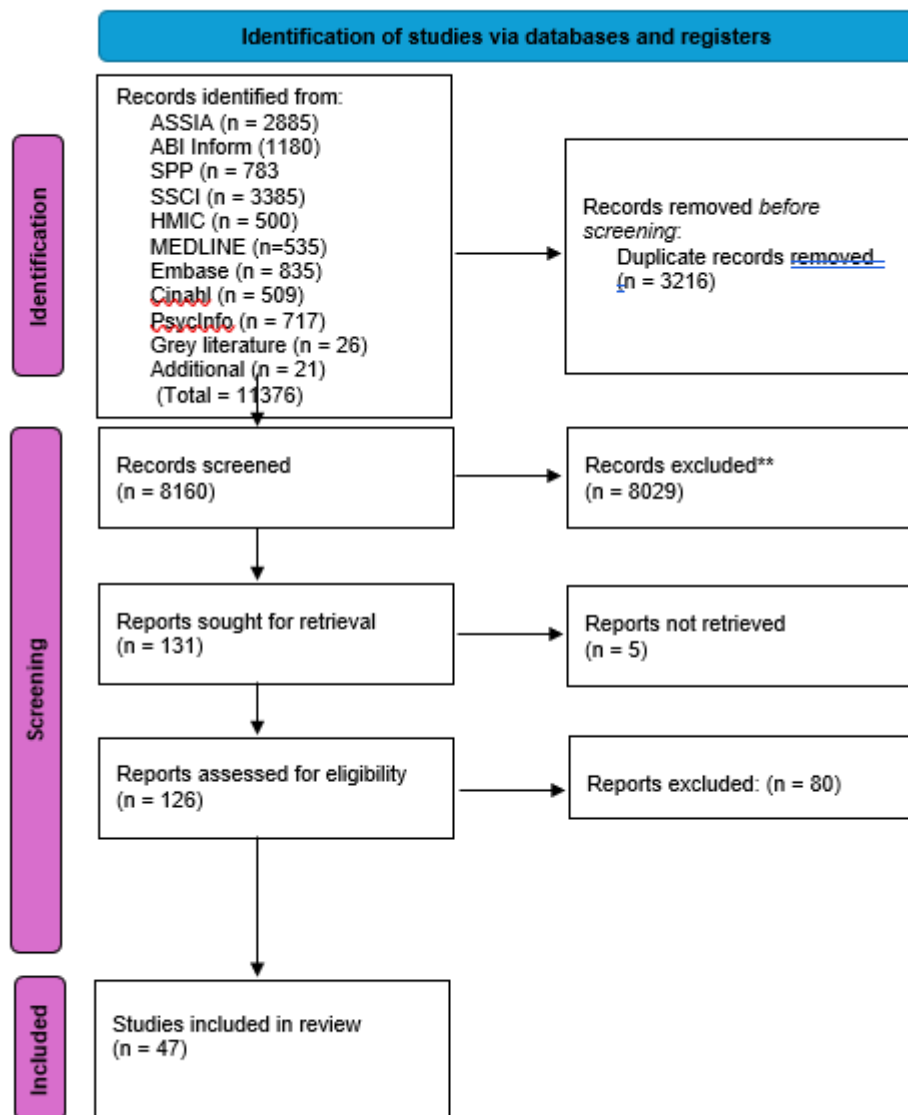 Identification of studies via databases and registers
Identification
Records identified from:
ASSIA (n = 2885)
ABI Inform (1180)
SPP (n = 783
SSCI (n = 3385)
HMIC (n = 500)
MEDLINE (n=535)
Embase (n = 835)
Cinahl (n = 509)
PsycInfo (n = 717)
Grey literature (n = 26)
Additional (n = 21)
(Total = 11376)
Records removed before
screening:
Duplicate records removed
(n = 3216)
Screening
Records screened
(n = 8160)
Records excluded**
(n = 8029)
Reports sought for retrieval
(n = 131)
Reports not retrieved
(n = 5)
Reports assessed for eligibility
(n = 126)
Reports excluded: (n = 80)
Included
Studies included in review
(n = 47)